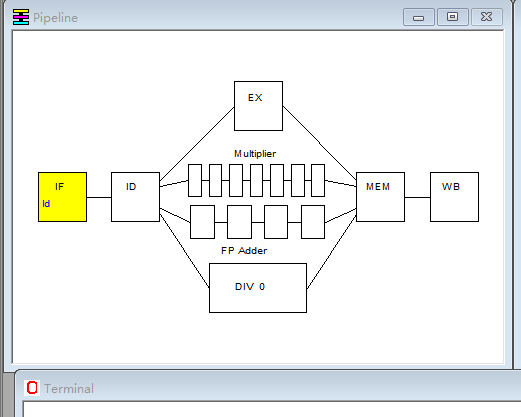 Pipeline
EX
Multiplier
IF
ld
ID
MEM
WB
FP Adder
DIV 0
Terminal